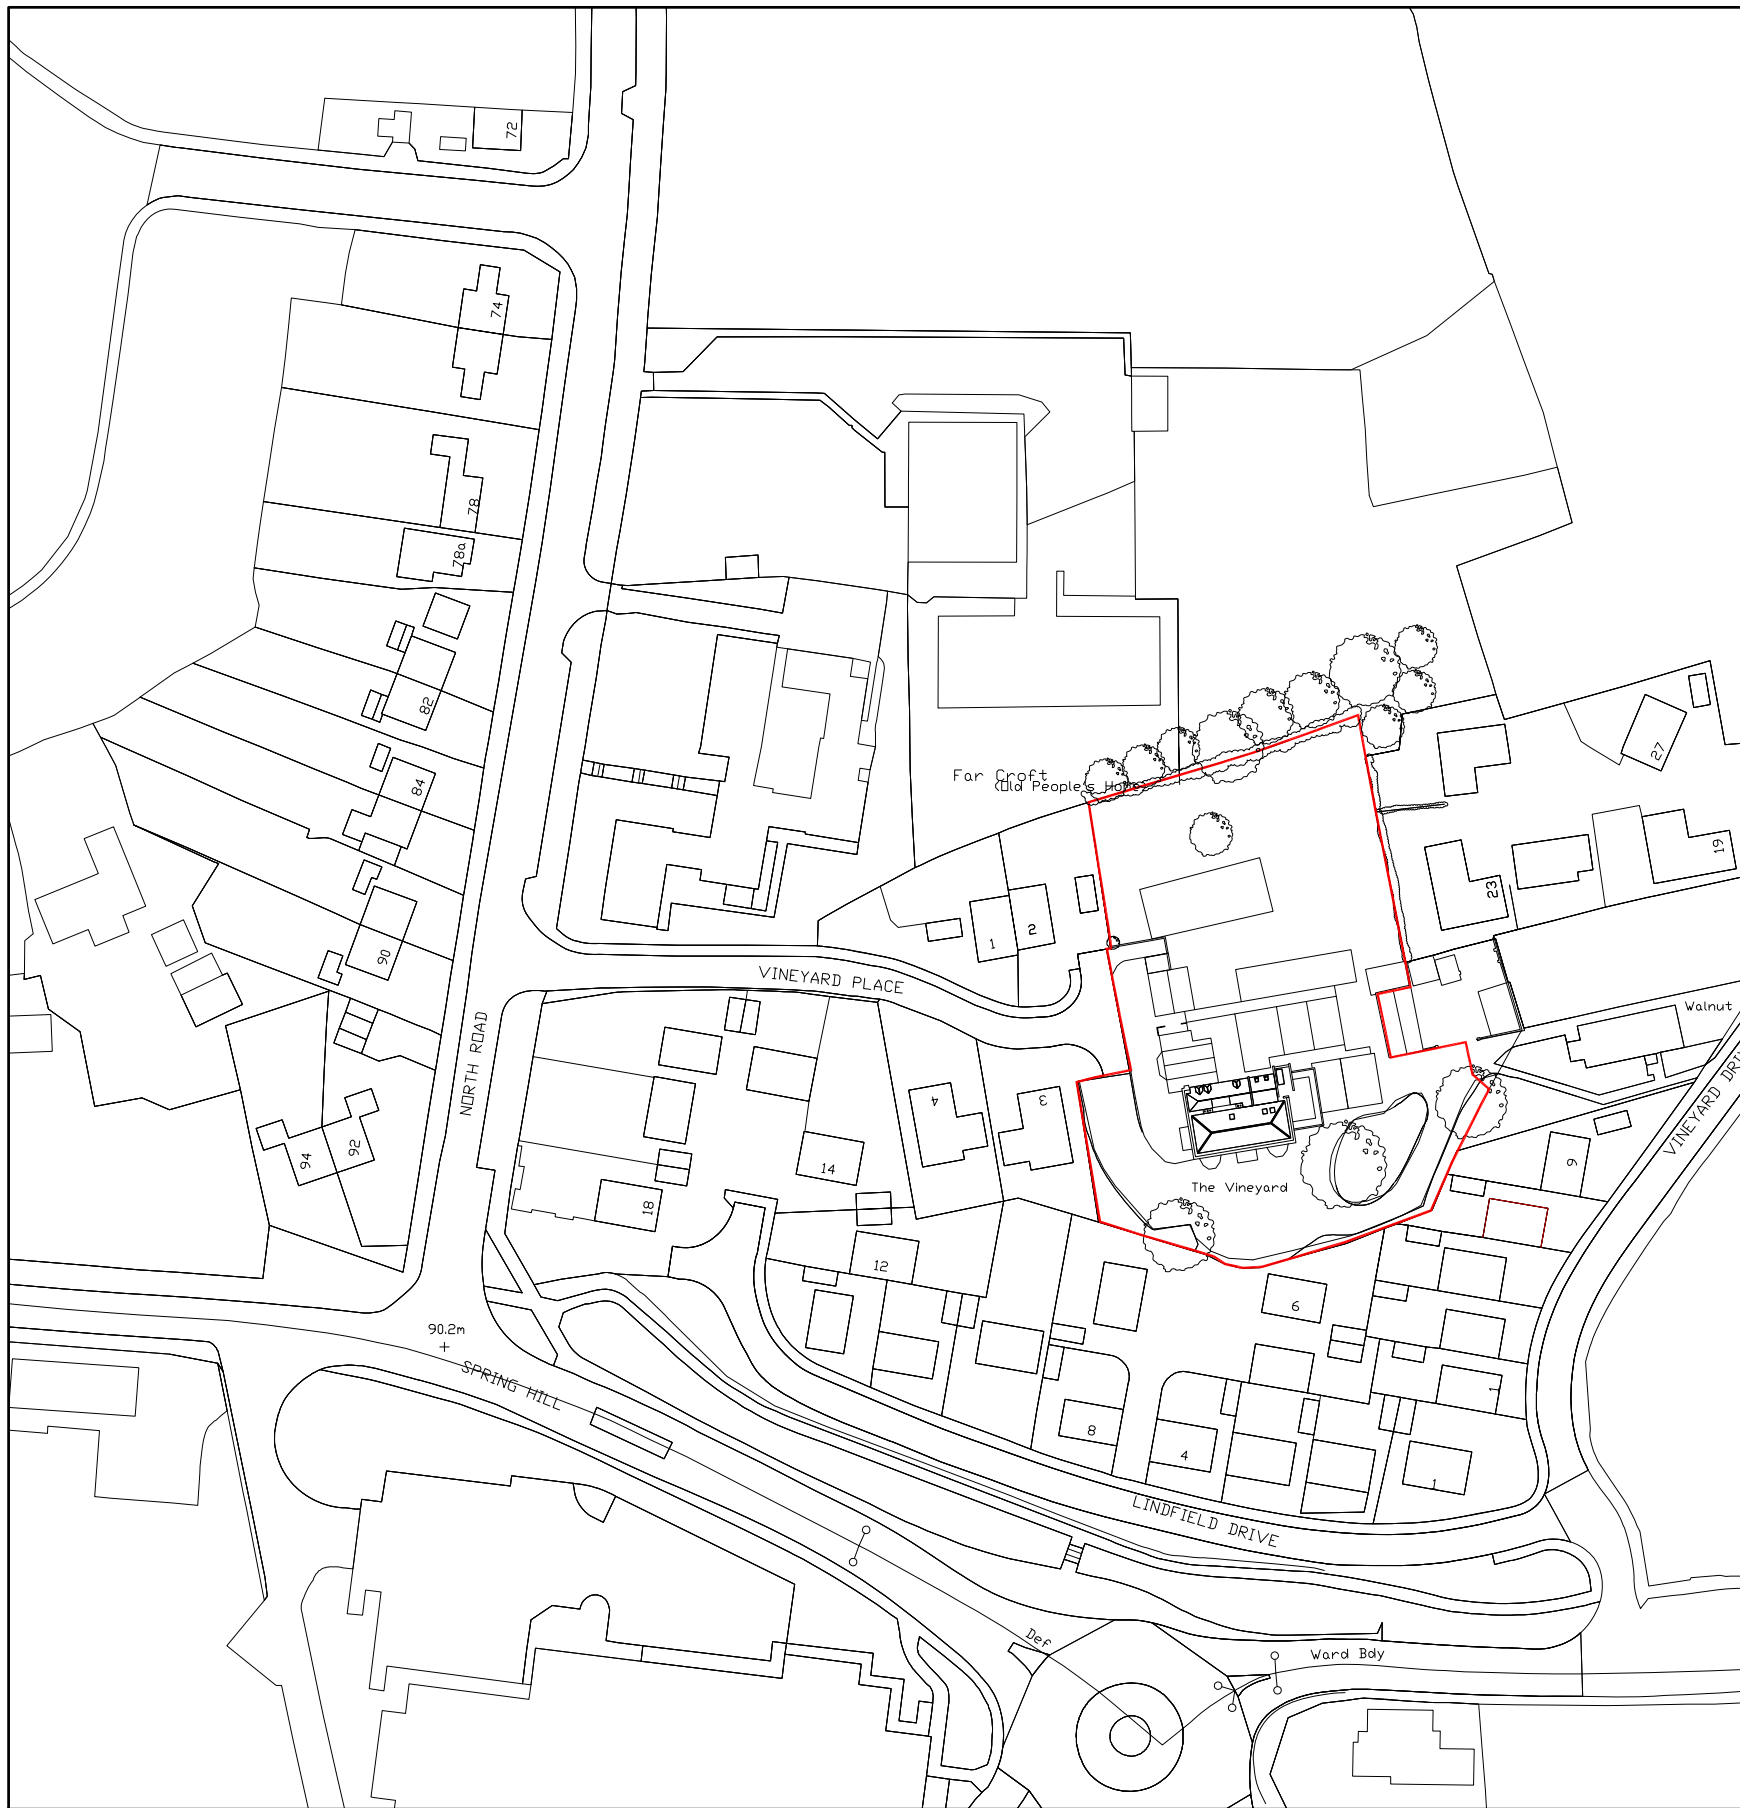 72
74
78
78a
82
84
90
92
94
NORTH ROAD
Far Croft
(Old People's Home)
27
19
23
1
2
VINEYARD PLACE
Walnut
VINEYARD DRI
4
3
14
18
12
The Vineyard
9
6
1
8
4
1
90.2m
SPRING HILL
LINDFIELD DRIVE
Def
Ward Bdy